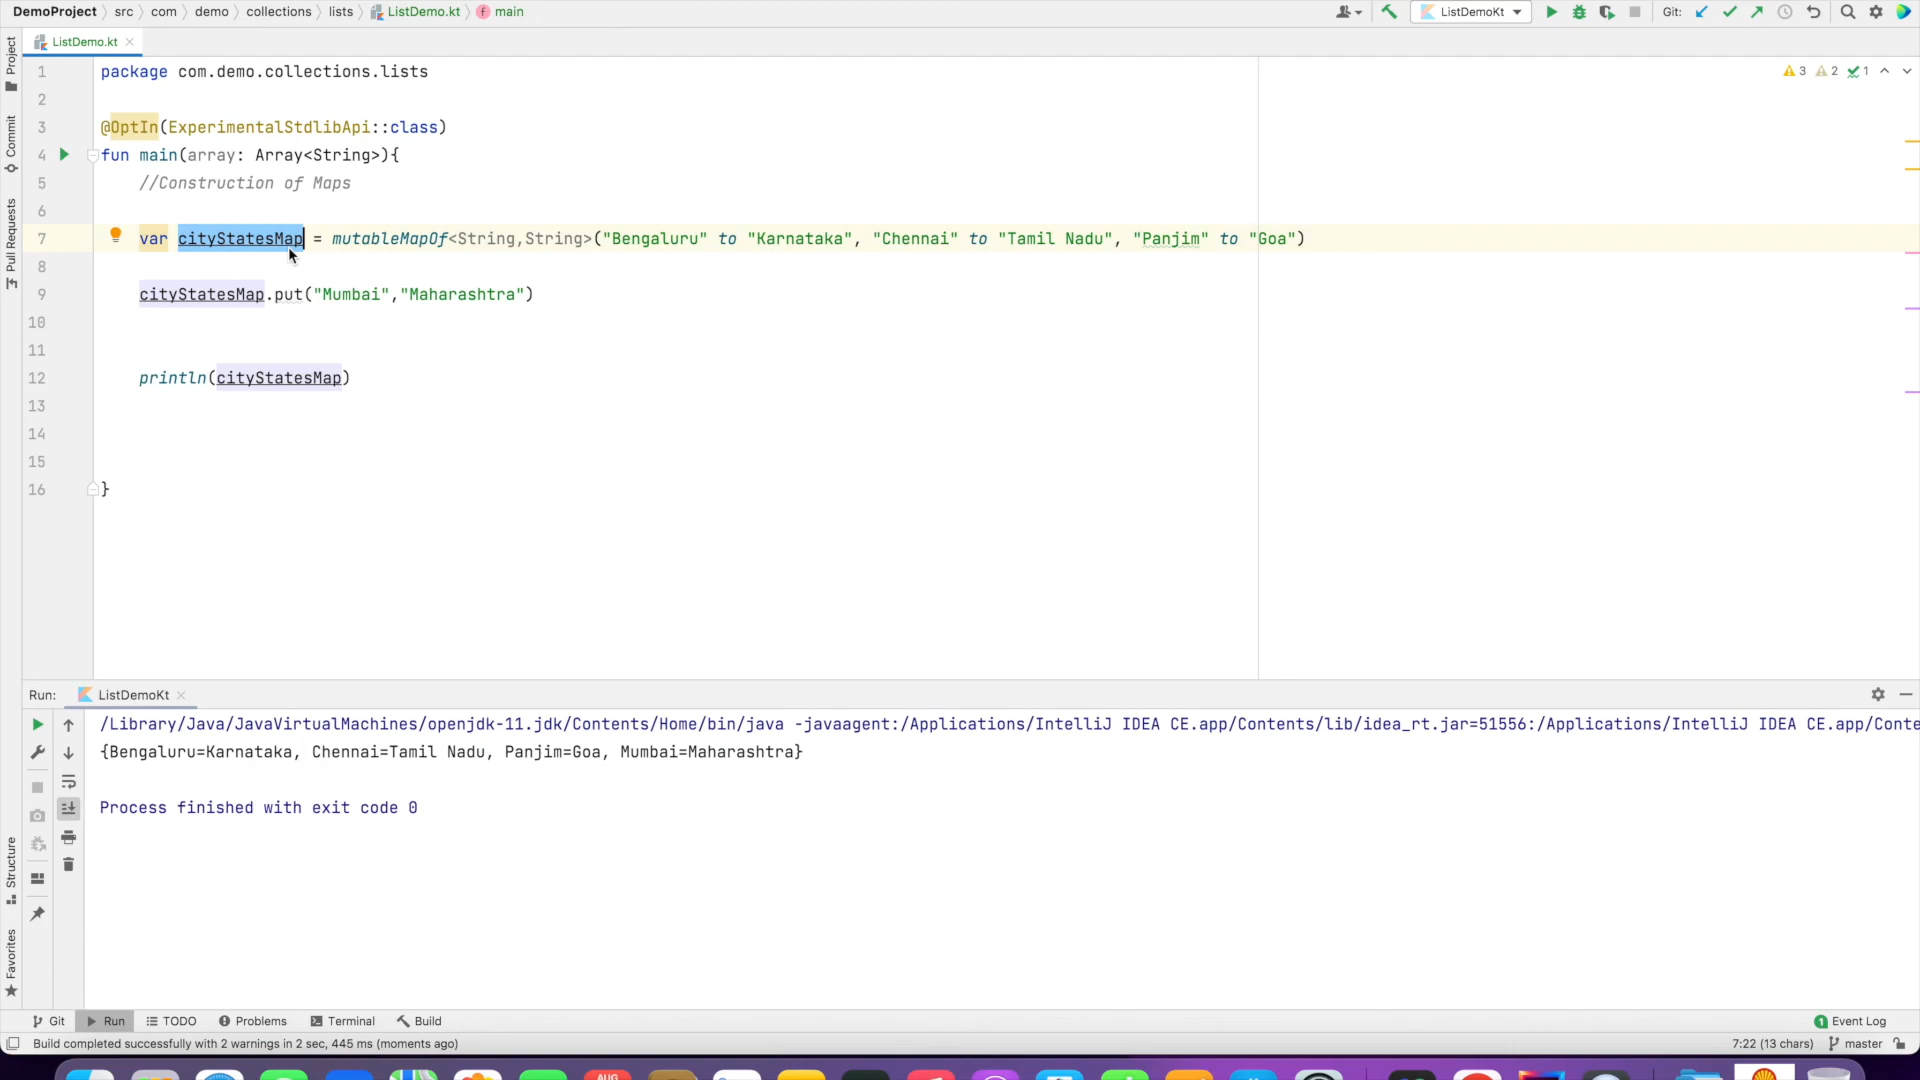 DemoProject src com demo collections lists ListDemo.kt main
ListDemoKt Git:
ListDemo.kt
Project
Commit
Pull Requests
3 2 1
1 package com.demo.collections.lists
2
3 @OptIn(ExperimentalStdlibApi::class)
4 fun main(array: Array<String>){
5 //Construction of Maps
6
7 var cityStatesMap = mutableMapOf<String,String>("Bengaluru" to "Karnataka", "Chennai" to "Tamil Nadu", "Panjim" to "Goa")
8
9 cityStatesMap.put("Mumbai","Maharashtra")
10
11
12 println(cityStatesMap)
13
14
15
16 }
Run: ListDemoKt
/Library/Java/JavaVirtualMachines/openjdk-11.jdk/Contents/Home/bin/java -javaagent:/Applications/IntelliJ IDEA CE.app/Contents/lib/idea_rt.jar=51556:/Applications/IntelliJ IDEA CE.app/Conte
{Bengaluru=Karnataka, Chennai=Tamil Nadu, Panjim=Goa, Mumbai=Maharashtra}
Process finished with exit code 0
Structure
Favorites
Git Run TODO Problems Terminal Build
1 Event Log
Build completed successfully with 2 warnings in 2 sec, 445 ms (moments ago)
7:22 (13 chars) master
AUG